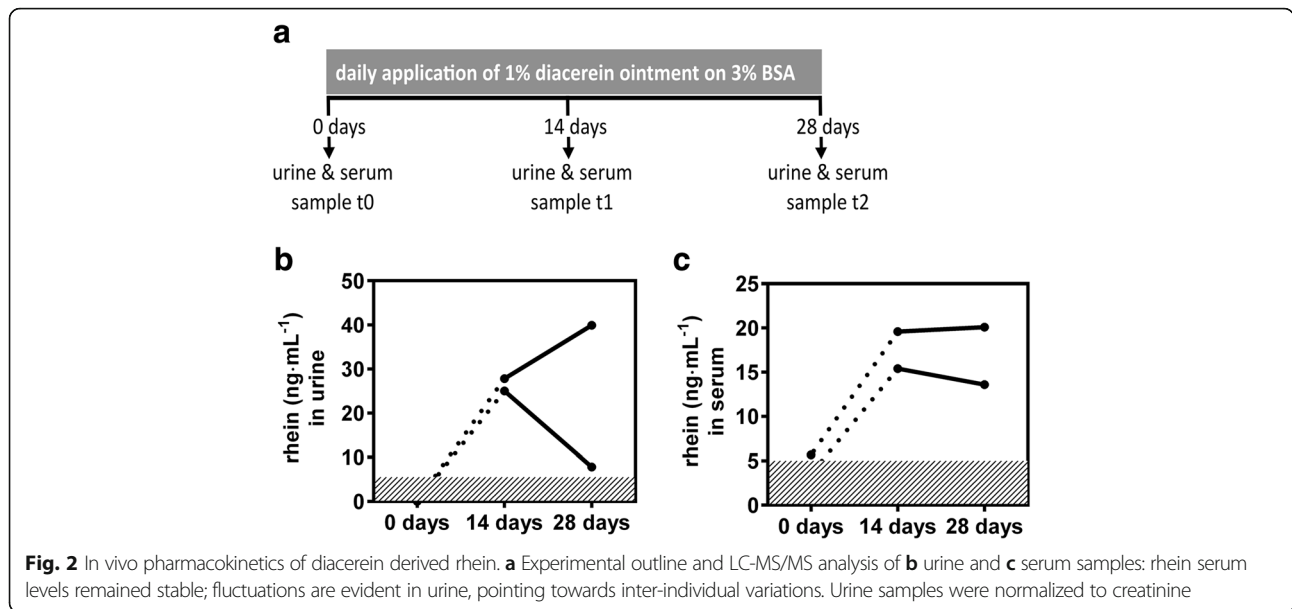 a
daily application of 1% diacerein ointment on 3% BSA
0 days 14 days 28 days
urine & serum urine & serum urine & serum
sample t0 sample t1 sample t2
b
rhein (ng·mL⁻¹)
in urine
50
40
30
20
10
0
0 days 14 days 28 days
c
rhein (ng·mL⁻¹)
in serum
25
20
15
10
5
0
0 days 14 days 28 days
Fig. 2 In vivo pharmacokinetics of diacerein derived rhein. a Experimental outline and LC-MS/MS analysis of b urine and c serum samples: rhein serum
levels remained stable; fluctuations are evident in urine, pointing towards inter-individual variations. Urine samples were normalized to creatinine